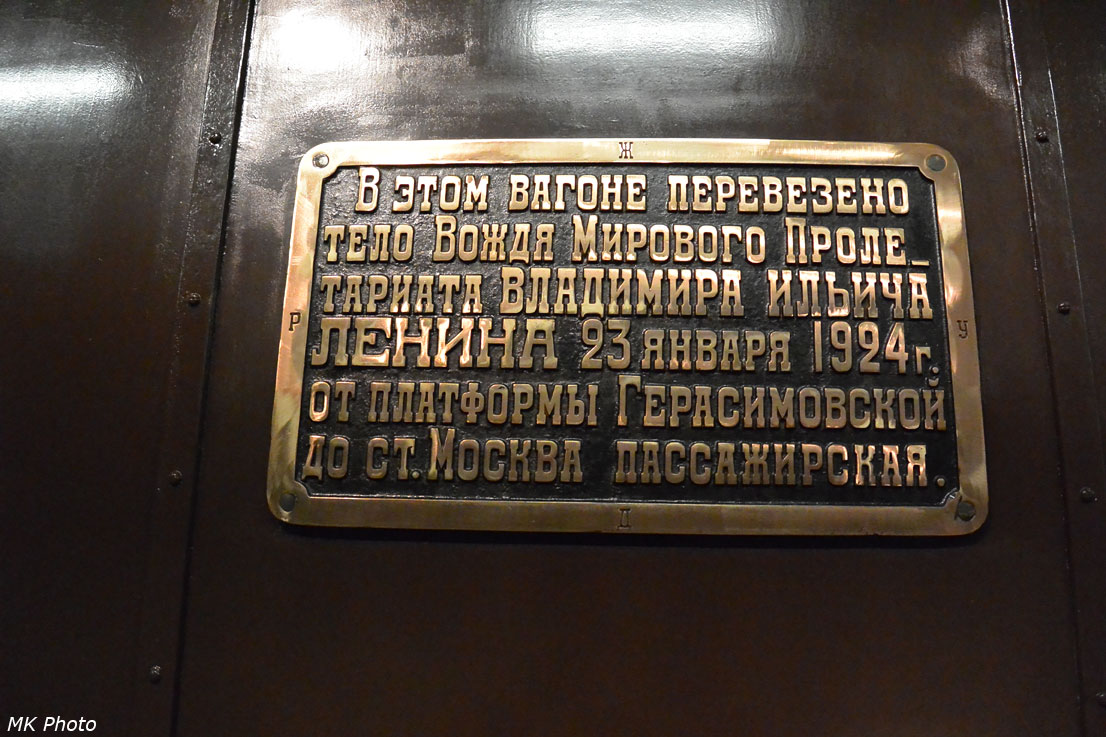 Ж
В ЭТОМ ВАГОНЕ ПЕРЕВЕЗЕНО
ТЕЛО ВОЖДЯ МИРОВОГО ПРОЛЕ-
ТАРИАТА ВЛАДИМИРА ИЛЬИЧА
Р
У
ЛЕНИНА 23 ЯНВАРЯ 1924 г.
ОТ ПЛАТФОРМЫ ГЕРАСИМОВСКОЙ
ДО СТ. МОСКВА ПАССАЖИРСКАЯ.
Д
MK Photo